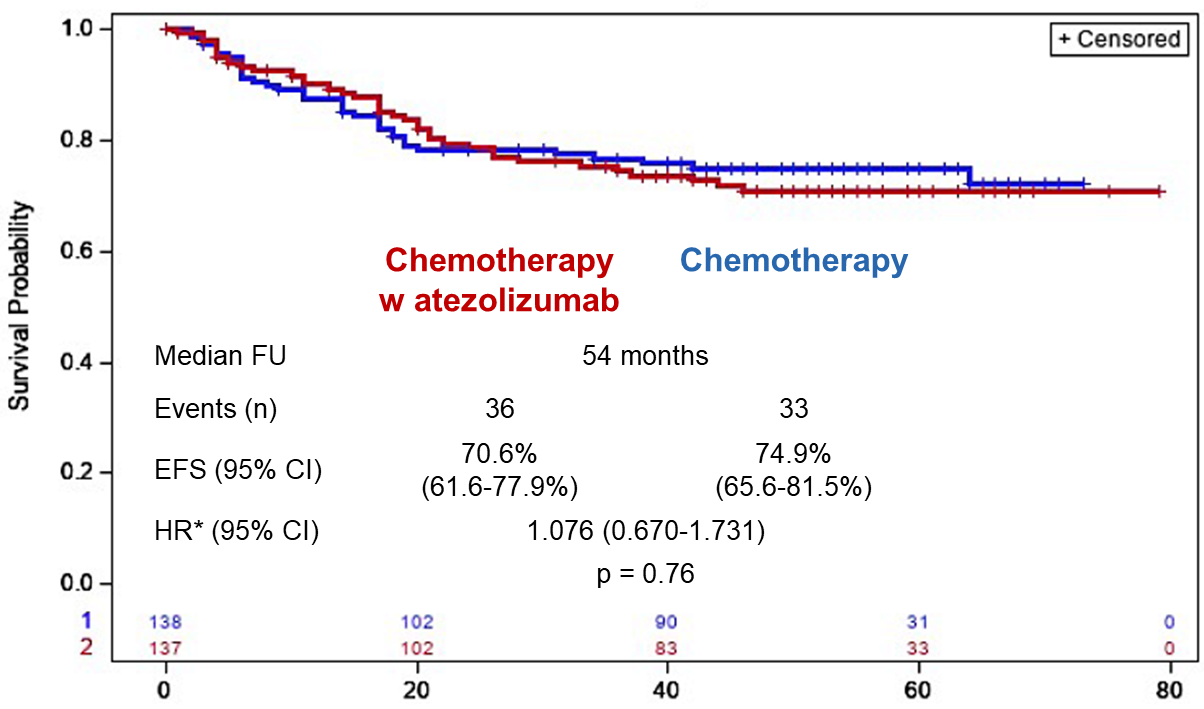 1.0
+ Censored
0.8
0.6
Survival Probability
Chemotherapy Chemotherapy
w atezolizumab
0.4
Median FU 54 months
Events (n) 36 33
0.2
EFS (95% CI) 70.6% 74.9%
(61.6-77.9%) (65.6-81.5%)
HR* (95% CI) 1.076 (0.670-1.731)
0.0
p = 0.76
1 138 102 90 31 0
2 137 102 83 33 0
0 20 40 60 80